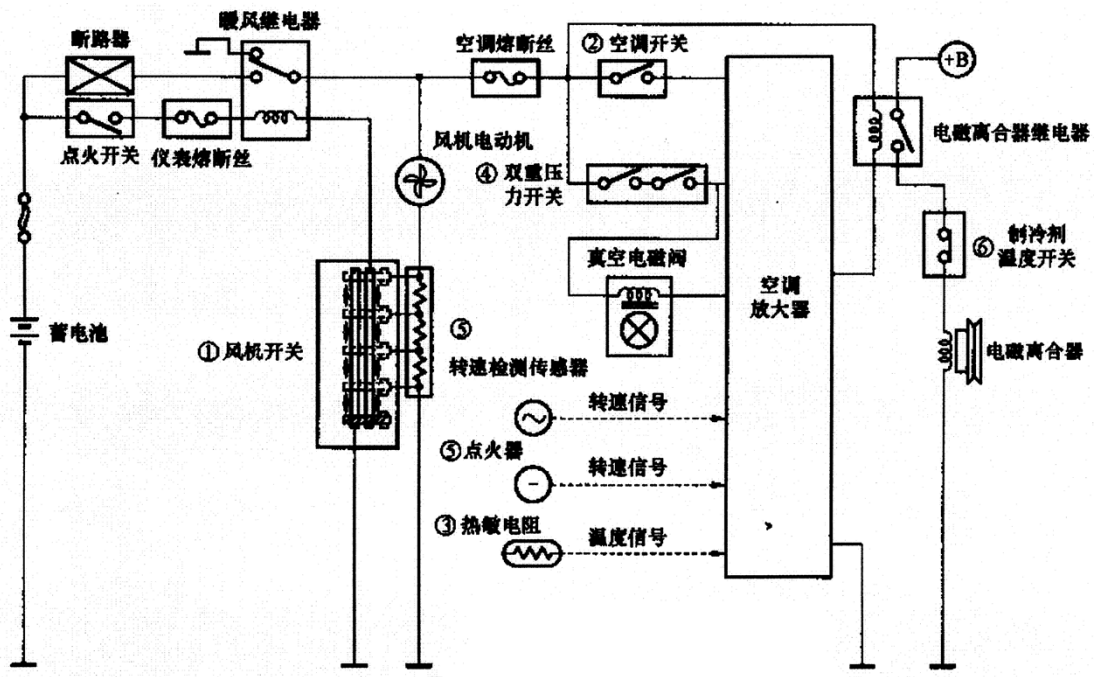 暖风继电器
断路器
空调熔断丝
②空调开关
+B
点火开关
仪表熔断丝
风机电动机
电磁离合器继电器
④双重压
力开关
制冷剂
⑥温度开关
真空电磁阀
空调
放大器
蓄电池
①风机开关
⑤
转速检测传感器
电磁离合器
转速信号
⑤点火器
转速信号
③热敏电阻
温度信号